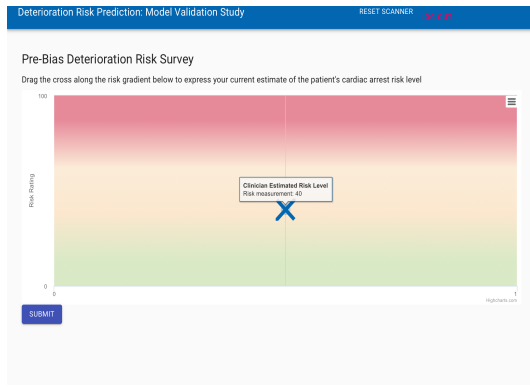 Deterioration Risk Prediction: Model Validation Study
RESET SCANNER
LOG OUT
Pre-Bias Deterioration Risk Survey
Drag the cross along the risk gradient to express your current estimate of the patient's cardiac arrest risk level
100
Risk Rating
Clinician Estimated Risk Level
Risk measurement: 40
0
0
1
Highcharts.com
SUBMIT